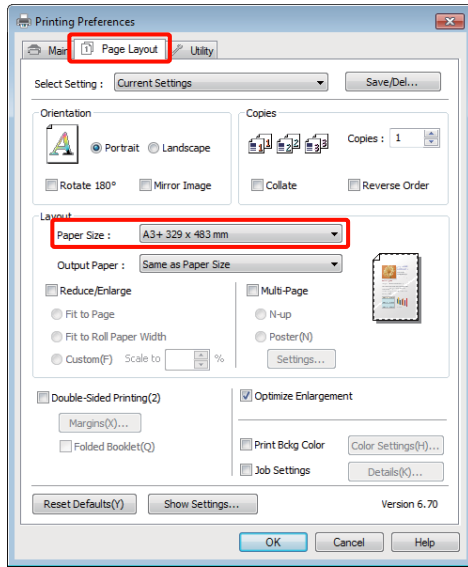 Printing Preferences
Main Page Layout Utility
Select Setting : Current Settings Save/Del...
Orientation
Portrait Landscape
Rotate 180° Mirror Image
Copies
Copies : 1
Collate Reverse Order
Layout
Paper Size : A3+ 329 x 483 mm
Output Paper : Same as Paper Size
Reduce/Enlarge
Fit to Page
Fit to Roll Paper Width
Custom(F) Scale to %
Multi-Page
N-up
Poster(N)
Settings...
Double-Sided Printing(2)
Margins(X)...
Folded Booklet(Q)
Optimize Enlargement
Print Bckg Color Color Settings(H)...
Job Settings Details(K)...
Reset Defaults(Y) Show Settings... Version 6.70
OK Cancel Help